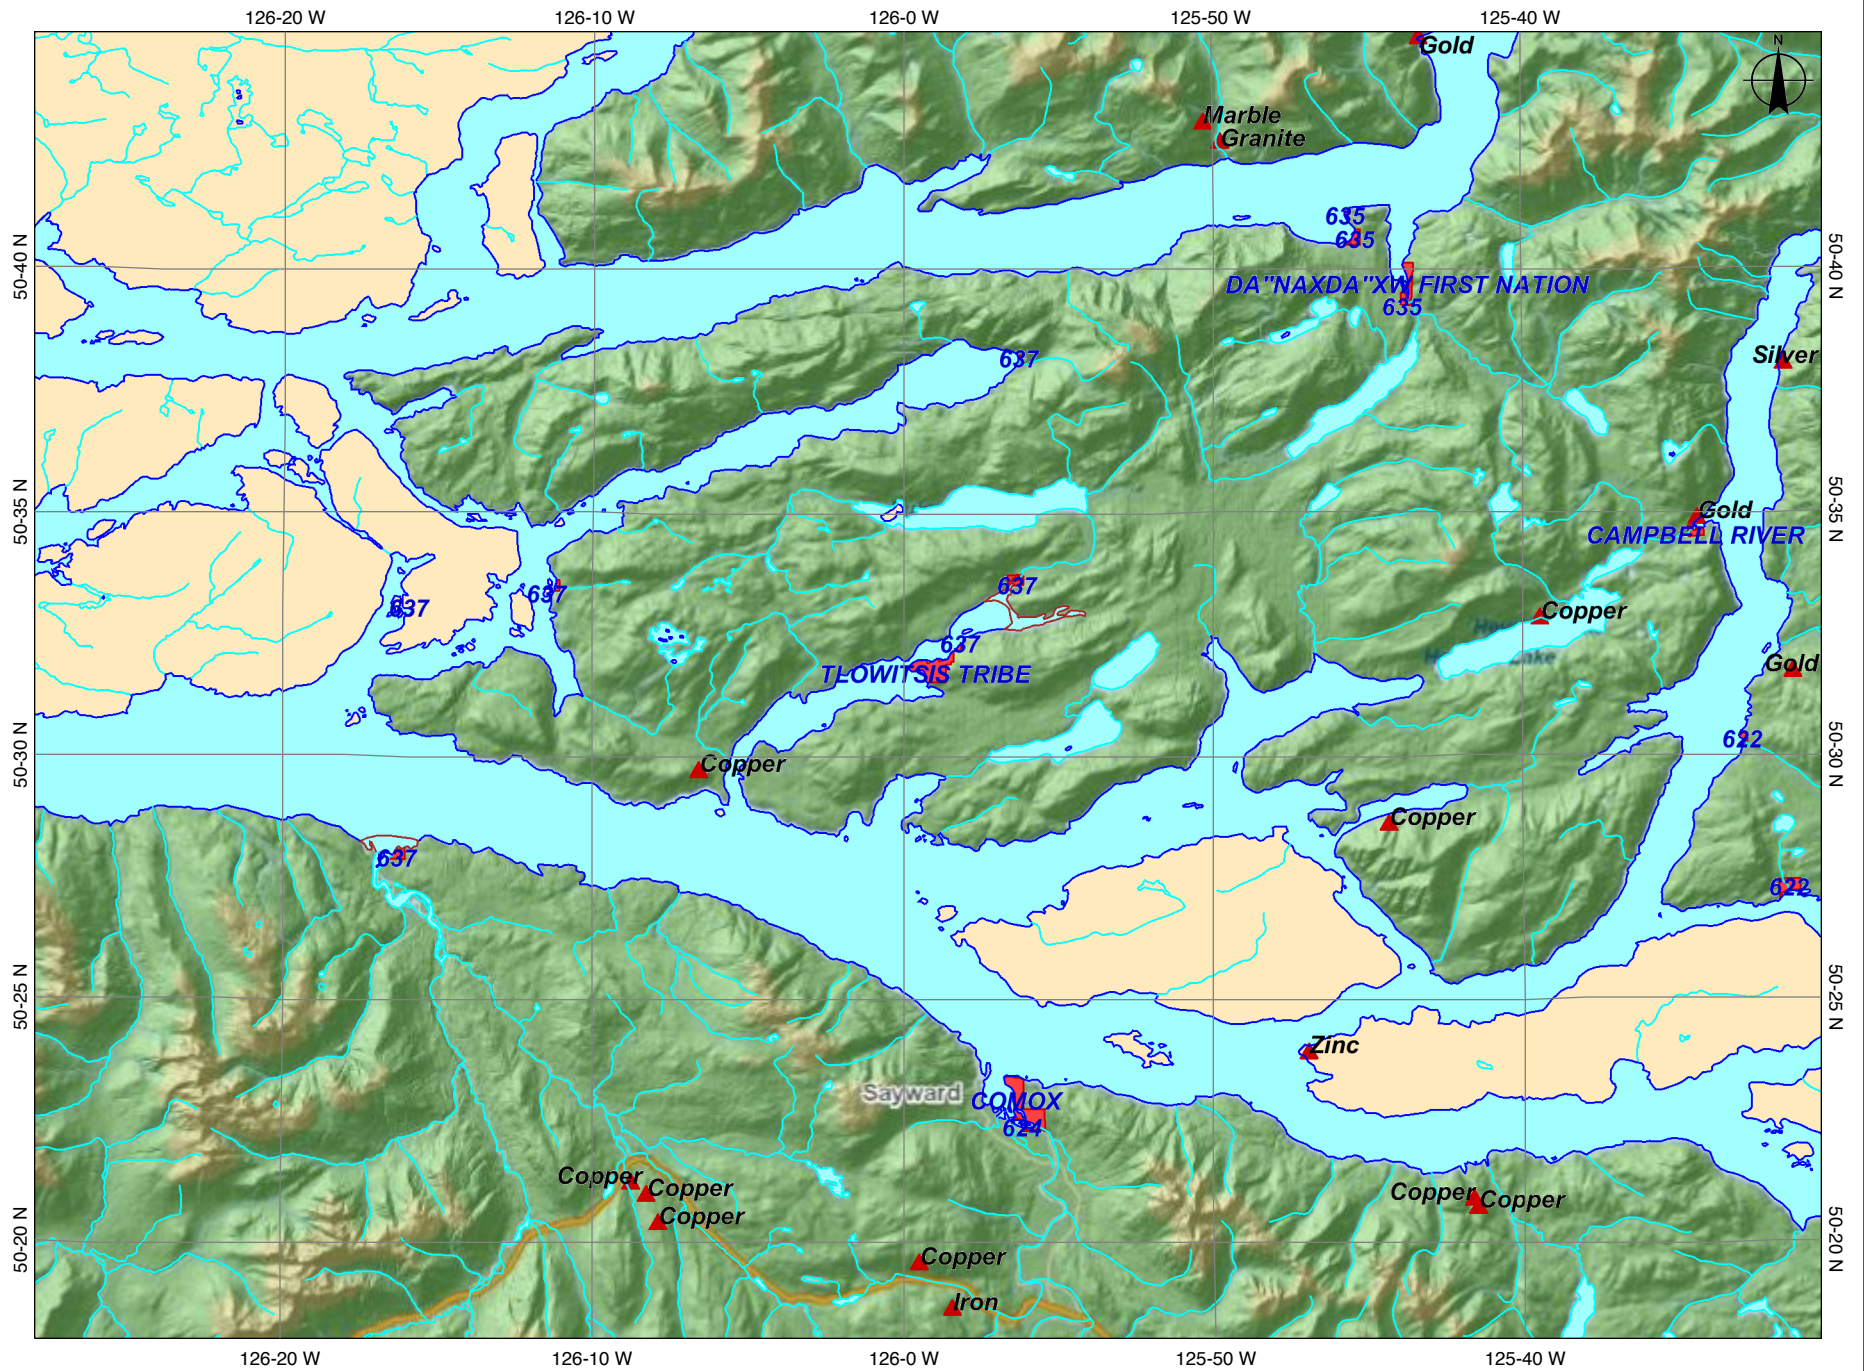 126-20 W 126-10 W 126-0 W 125-50 W 125-40 W
Gold
N
Marble
Granite
635
635
50-40 N
50-40 N
DA"NAXDA"XW FIRST NATION
635
637
Silver
50-35 N
50-35 N
Gold
CAMPBELL RIVER
637
637
637
Copper
637
TLOWITSIS TRIBE
Lake
Gold
622
50-30 N
50-30 N
Copper
Copper
637
622
50-25 N
50-25 N
Zinc
Sayward
COMOX
624
Copper
Copper
Copper
Copper
Copper
50-20 N
50-20 N
Copper
Iron
126-20 W 126-10 W 126-0 W 125-50 W 125-40 W